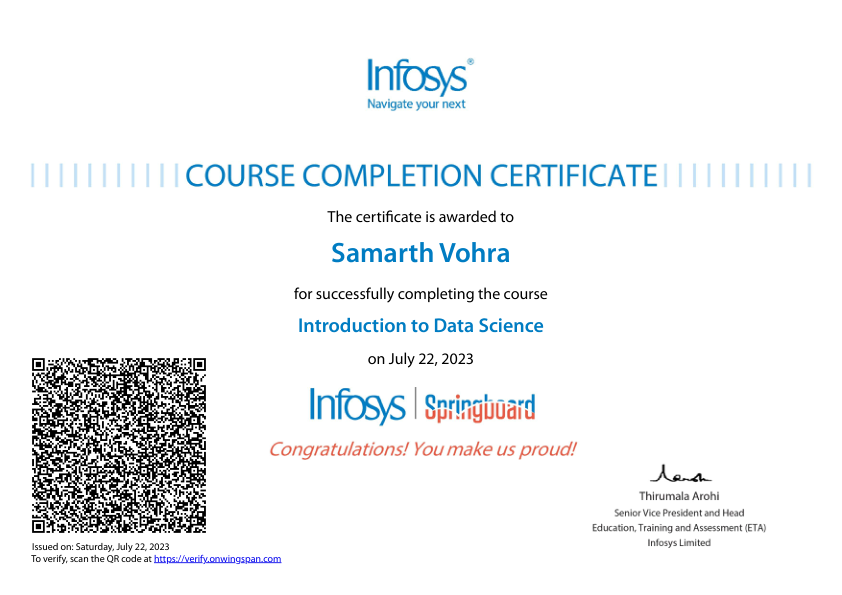 Infosys®
Navigate your next
COURSE COMPLETION CERTIFICATE
The certificate is awarded to
Samarth Vohra
for successfully completing the course
Introduction to Data Science
on July 22, 2023
Infosys | Springboard
Congratulations! You make us proud!
Thirumala Arohi
Senior Vice President and Head
Education, Training and Assessment (ETA)
Infosys Limited
Issued on: Saturday, July 22, 2023
To verify, scan the QR code at https://verify.onwingspan.com